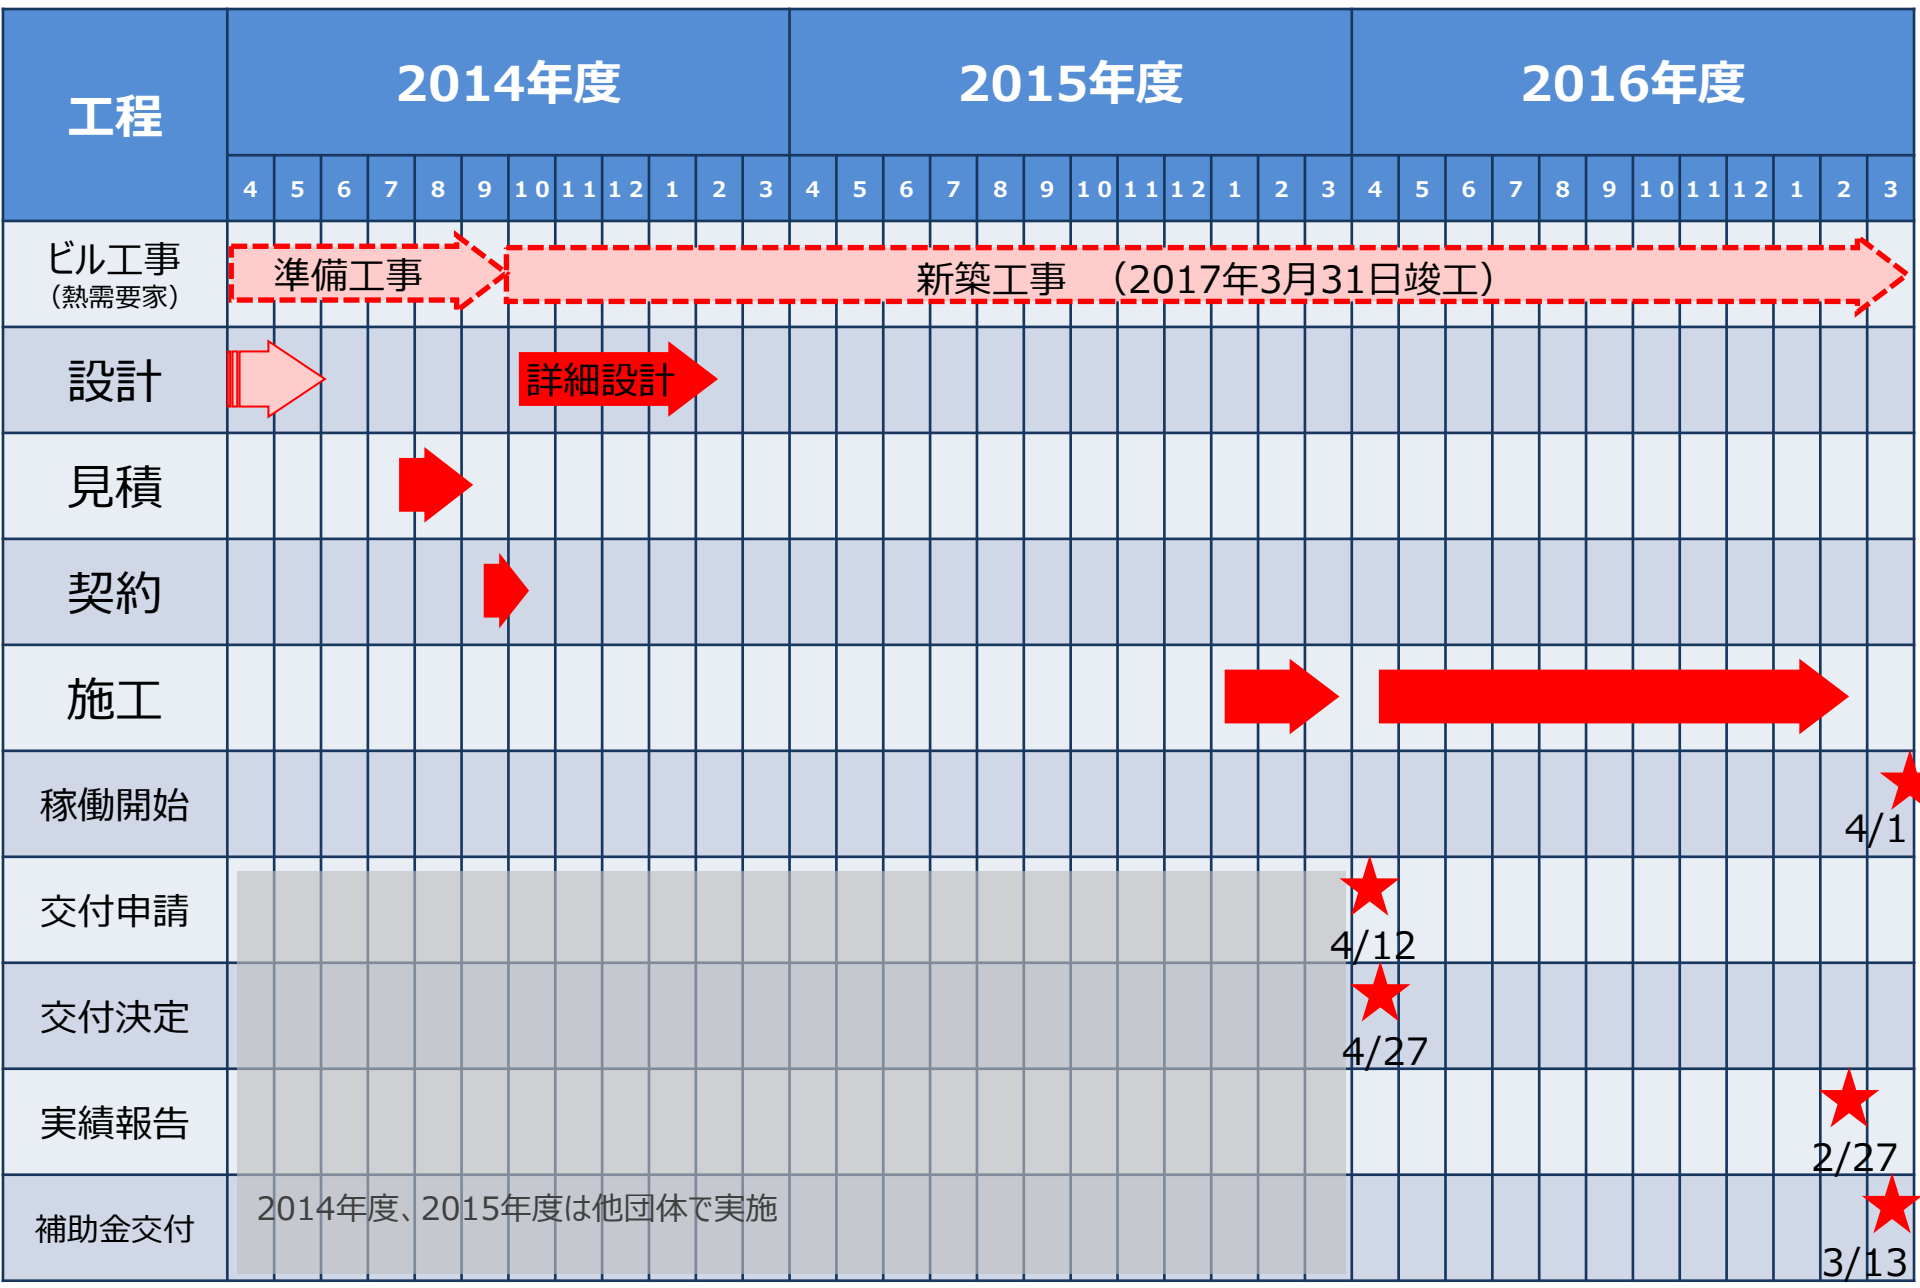 工程
2014年度
2015年度
2016年度
4 5 6 7 8 9 10 11 12 1 2 3 4 5 6 7 8 9 10 11 12 1 2 3 4 5 6 7 8 9 10 11 12 1 2 3
ビル工事
（熱需要家）
準備工事
新築工事　（2017年3月31日竣工）
設計
詳細設計
見積
契約
施工
稼働開始
4/1
交付申請
4/12
交付決定
4/27
実績報告
2/27
補助金交付
2014年度、2015年度は他団体で実施
3/13